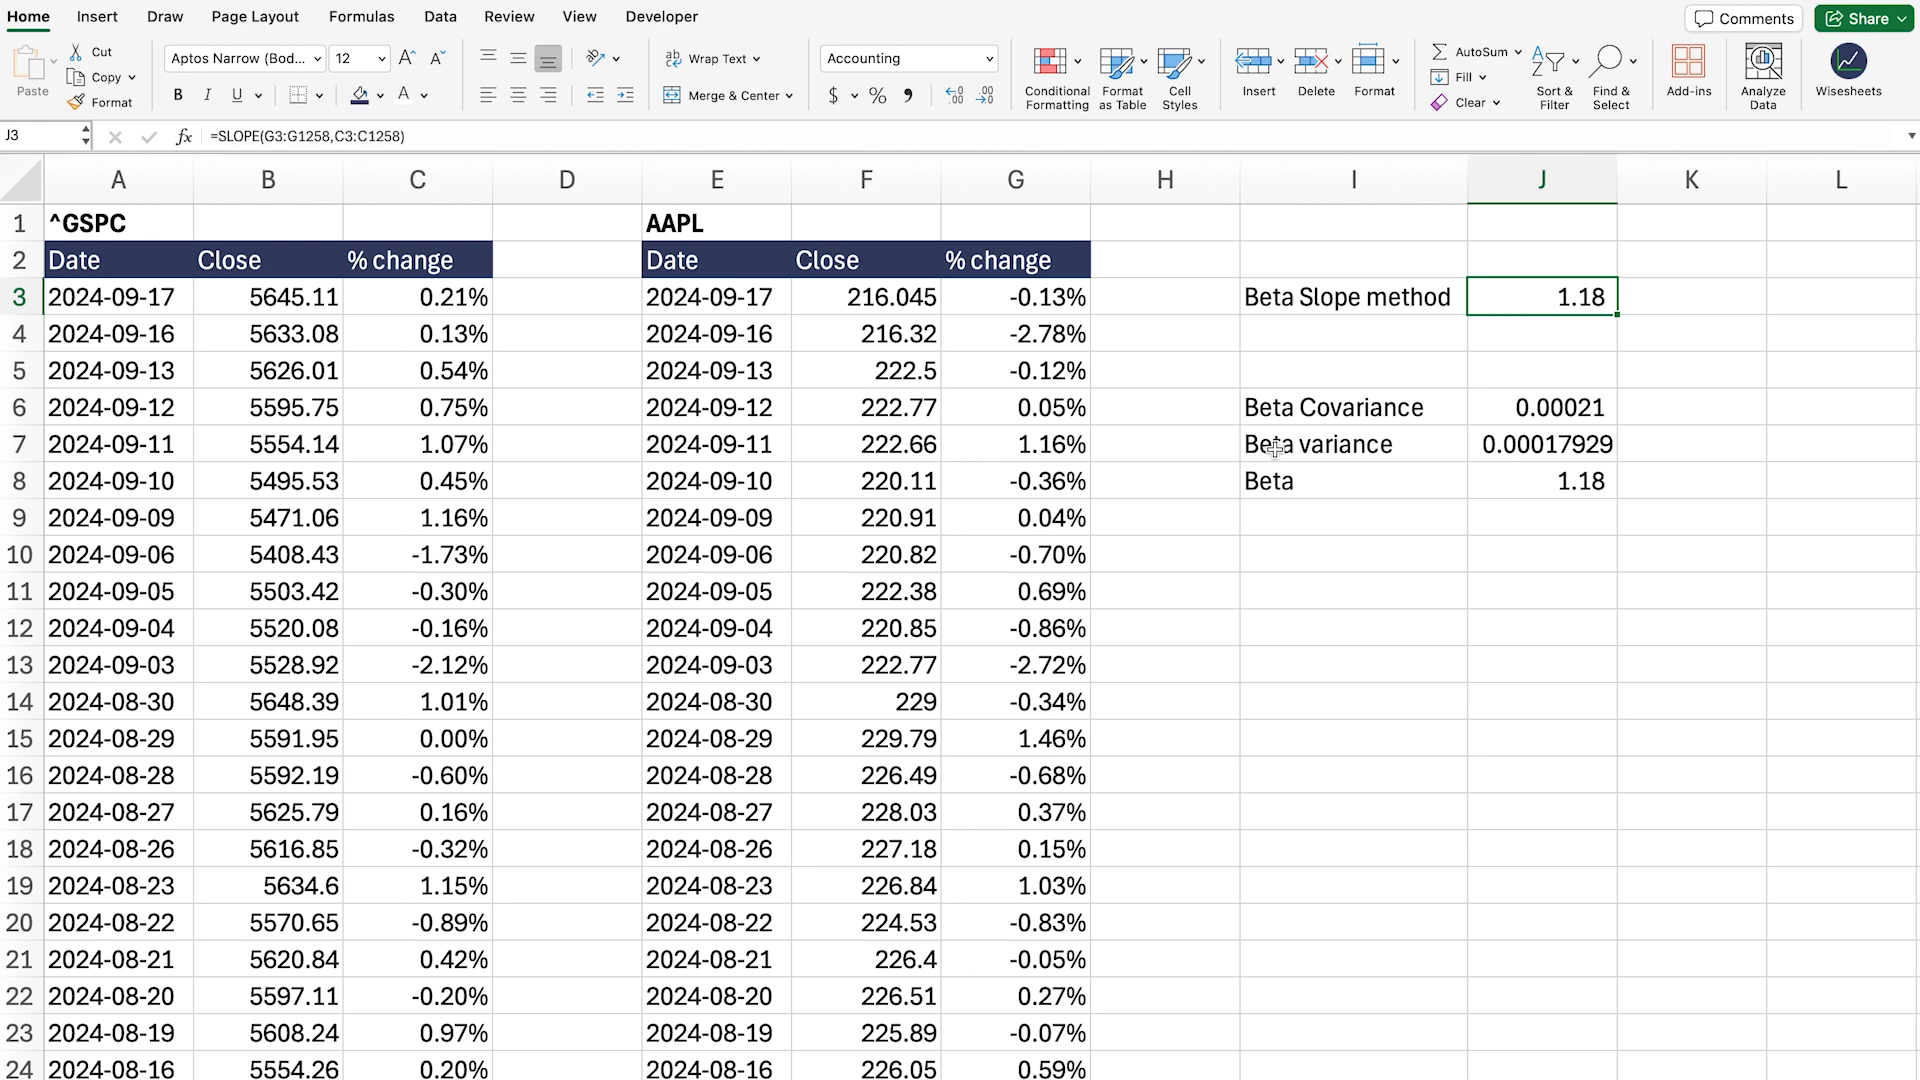 Home Insert Draw Page Layout Formulas Data Review View Developer Comments Share
Paste Cut Copy Format
Aptos Narrow (Bod... 12 A^ A˅
B I U A
Wrap Text
Merge & Center
Accounting
$ % 9
Conditional Formatting
Format as Table
Cell Styles
Insert Delete Format
AutoSum
Fill
Clear
Sort & Filter
Find & Select
Add-ins
Analyze Data
Wisesheets
J3 fx =SLOPE(G3:G1258,C3:C1258)
A B C D E F G H I J K L
1 ^GSPC AAPL
2 Date Close % change Date Close % change
3 2024-09-17 5645.11 0.21% 2024-09-17 216.045 -0.13% Beta Slope method 1.18
4 2024-09-16 5633.08 0.13% 2024-09-16 216.32 -2.78%
5 2024-09-13 5626.01 0.54% 2024-09-13 222.5 -0.12%
6 2024-09-12 5595.75 0.75% 2024-09-12 222.77 0.05% Beta Covariance 0.00021
7 2024-09-11 5554.14 1.07% 2024-09-11 222.66 1.16% Beta variance 0.00017929
8 2024-09-10 5495.53 0.45% 2024-09-10 220.11 -0.36% Beta 1.18
9 2024-09-09 5471.06 1.16% 2024-09-09 220.91 0.04%
10 2024-09-06 5408.43 -1.73% 2024-09-06 220.82 -0.70%
11 2024-09-05 5503.42 -0.30% 2024-09-05 222.38 0.69%
12 2024-09-04 5520.08 -0.16% 2024-09-04 220.85 -0.86%
13 2024-09-03 5528.92 -2.12% 2024-09-03 222.77 -2.72%
14 2024-08-30 5648.39 1.01% 2024-08-30 229 -0.34%
15 2024-08-29 5591.95 0.00% 2024-08-29 229.79 1.46%
16 2024-08-28 5592.19 -0.60% 2024-08-28 226.49 -0.68%
17 2024-08-27 5625.79 0.16% 2024-08-27 228.03 0.37%
18 2024-08-26 5616.85 -0.32% 2024-08-26 227.18 0.15%
19 2024-08-23 5634.6 1.15% 2024-08-23 226.84 1.03%
20 2024-08-22 5570.65 -0.89% 2024-08-22 224.53 -0.83%
21 2024-08-21 5620.84 0.42% 2024-08-21 226.4 -0.05%
22 2024-08-20 5597.11 -0.20% 2024-08-20 226.51 0.27%
23 2024-08-19 5608.24 0.97% 2024-08-19 225.89 -0.07%
24 2024-08-16 5554.26 0.20% 2024-08-16 226.05 0.59%